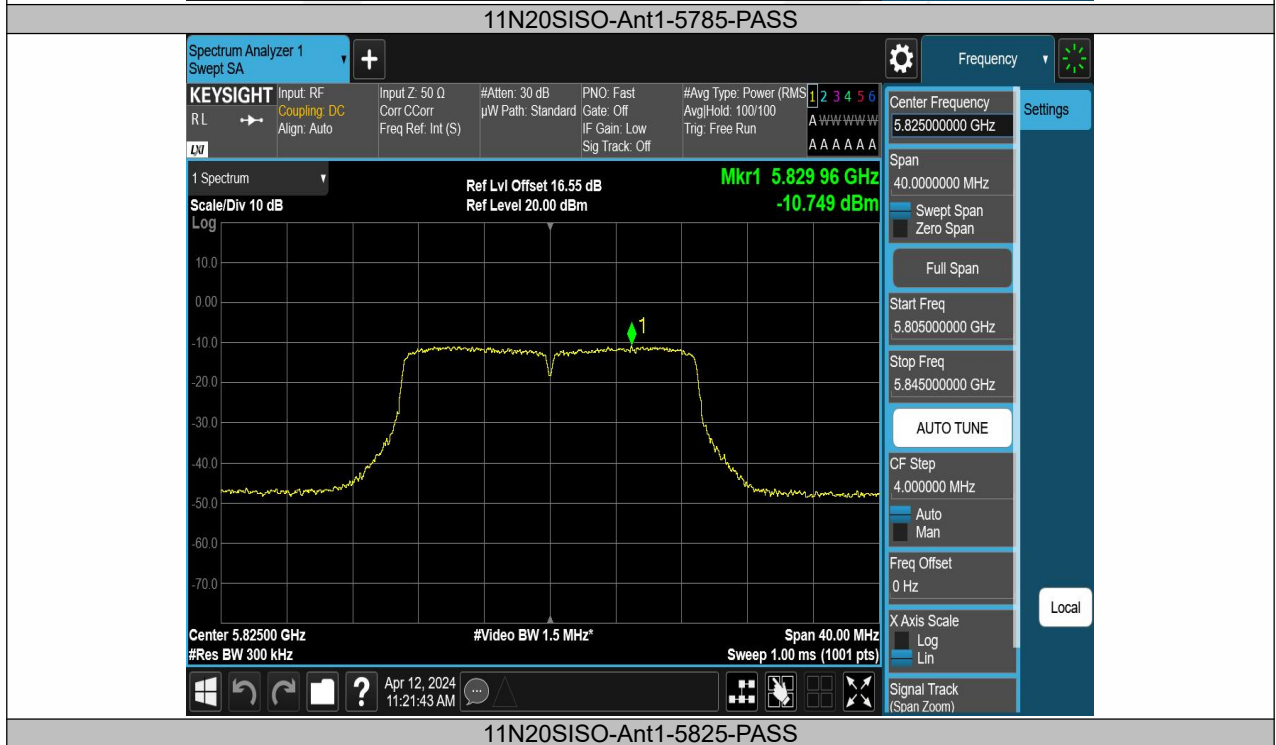 11N20SISO-Ant1-5785-PASS
Spectrum Analyzer 1
Swept SA
Frequency
KEYSIGHT
RL
LXI
Input: RF
Coupling: DC
Align: Auto
Input Z: 50 Ω
Corr CCorr
Freq Ref: Int (S)
#Atten: 30 dB
µW Path: Standard
PNO: Fast
Gate: Off
IF Gain: Low
Sig Track: Off
#Avg Type: Power (RMS
Avg|Hold: 100/100
Trig: Free Run
1 2 3 4 5 6
A W W W W W
A A A A A A
1 Spectrum
Scale/Div 10 dB
Ref Lvl Offset 16.55 dB
Ref Level 20.00 dBm
Mkr1 5.829 96 GHz
-10.749 dBm
Log
10.0
0.00
-10.0
-20.0
-30.0
-40.0
-50.0
-60.0
-70.0
1
Center 5.82500 GHz
#Res BW 300 kHz
#Video BW 1.5 MHz*
Span 40.00 MHz
Sweep 1.00 ms (1001 pts)
Center Frequency
5.825000000 GHz
Settings
Span
40.0000000 MHz
Swept Span
Zero Span
Full Span
Start Freq
5.805000000 GHz
Stop Freq
5.845000000 GHz
AUTO TUNE
CF Step
4.000000 MHz
Auto
Man
Freq Offset
0 Hz
X Axis Scale
Log
Lin
Signal Track
(Span Zoom)
Local
?
Apr 12, 2024
11:21:43 AM
11N20SISO-Ant1-5825-PASS